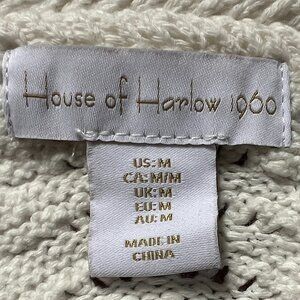 House of Harlow 1960
US: M
CA: M/M
UK: M
EU: M
AU: M
MADE IN
CHINA